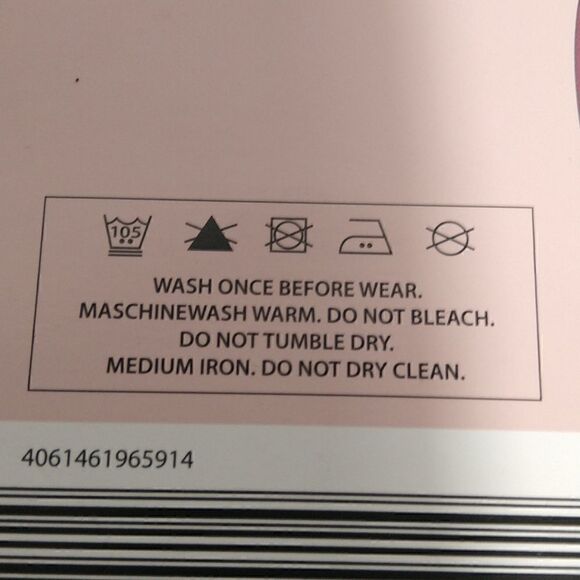 105
WASH ONCE BEFORE WEAR.
MASCHINEWASH WARM. DO NOT BLEACH.
DO NOT TUMBLE DRY.
MEDIUM IRON. DO NOT DRY CLEAN.
4061461965914